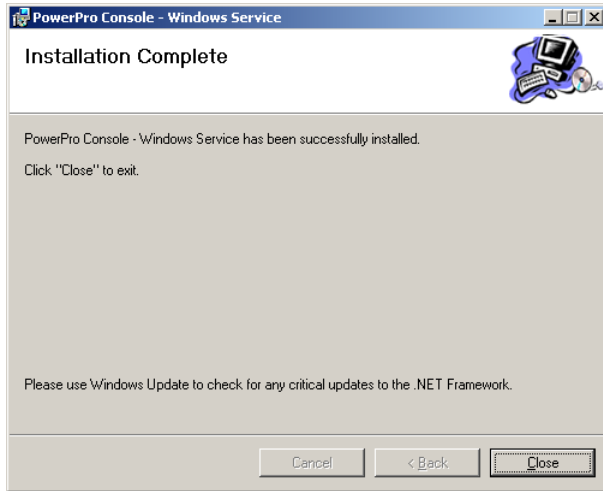 PowerPro Console - Windows Service
Installation Complete
PowerPro Console - Windows Service has been successfully installed.
Click "Close" to exit.
Please use Windows Update to check for any critical updates to the .NET Framework.
Cancel
< Back
Close